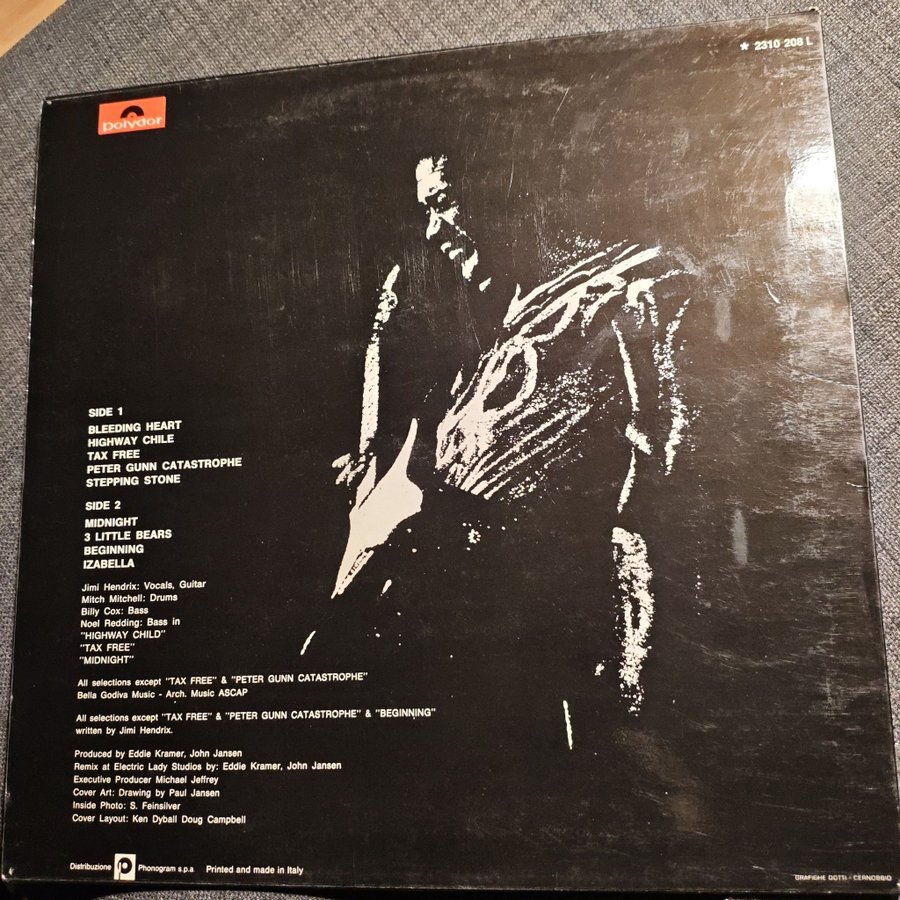 ★ 2310 208 L
polydor
SIDE 1
BLEEDING HEART
HIGHWAY CHILE
TAX FREE
PETER GUNN CATASTROPHE
STEPPING STONE
SIDE 2
MIDNIGHT
3 LITTLE BEARS
BEGINNING
IZABELLA
Jimi Hendrix: Vocals, Guitar
Mitch Mitchell: Drums
Billy Cox: Bass
Noel Redding: Bass in
"HIGHWAY CHILD"
"TAX FREE"
"MIDNIGHT"
All selections except "TAX FREE" & "PETER GUNN CATASTROPHE"
Bella Godiva Music - Arch. Music ASCAP
All selections except "TAX FREE" & "PETER GUNN CATASTROPHE" & "BEGINNING"
written by Jimi Hendrix.
Produced by Eddie Kramer, John Jansen
Remix at Electric Lady Studios by: Eddie Kramer, John Jansen
Executive Producer Michael Jeffrey
Cover Art: Drawing by Paul Jansen
Inside Photo: S. Feinsilver
Cover Layout: Ken Dyball Doug Campbell
Distribuzione P Phonogram s.p.a Printed and made in Italy
GRAFICHE DOTTI - CERNOBBIO